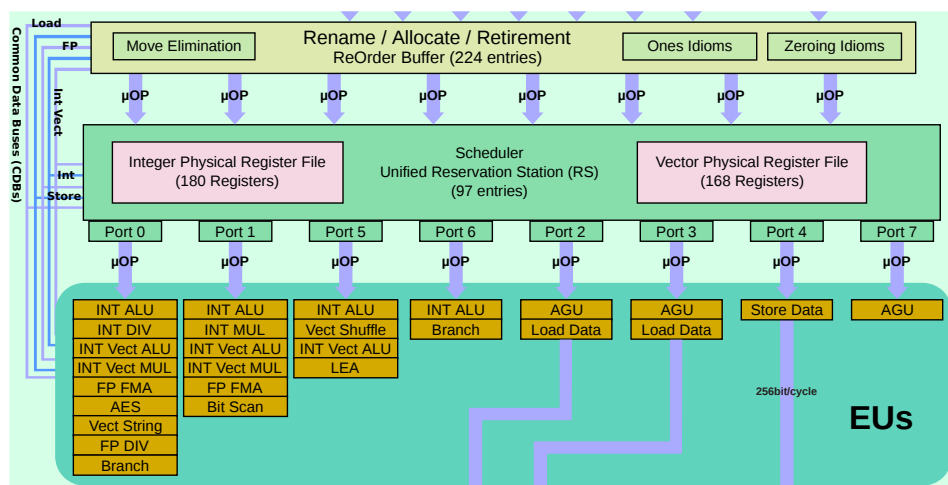 Load
Common Data Buses (CDBs)
FP
Int Vect
Int
Store
Rename / Allocate / Retirement
ReOrder Buffer (224 entries)
Move Elimination
Ones Idioms
Zeroing Idioms
µOP
µOP
µOP
µOP
µOP
µOP
µOP
µOP
Scheduler
Unified Reservation Station (RS)
(97 entries)
Integer Physical Register File
(180 Registers)
Vector Physical Register File
(168 Registers)
Port 0
Port 1
Port 5
Port 6
Port 2
Port 3
Port 4
Port 7
µOP
µOP
µOP
µOP
µOP
µOP
µOP
µOP
INT ALU
INT DIV
INT Vect ALU
INT Vect MUL
FP FMA
AES
Vect String
FP DIV
Branch
INT ALU
INT MUL
INT Vect ALU
INT Vect MUL
FP FMA
Bit Scan
INT ALU
Vect Shuffle
INT Vect ALU
LEA
INT ALU
Branch
AGU
Load Data
AGU
Load Data
Store Data
AGU
256bit/cycle
EUs